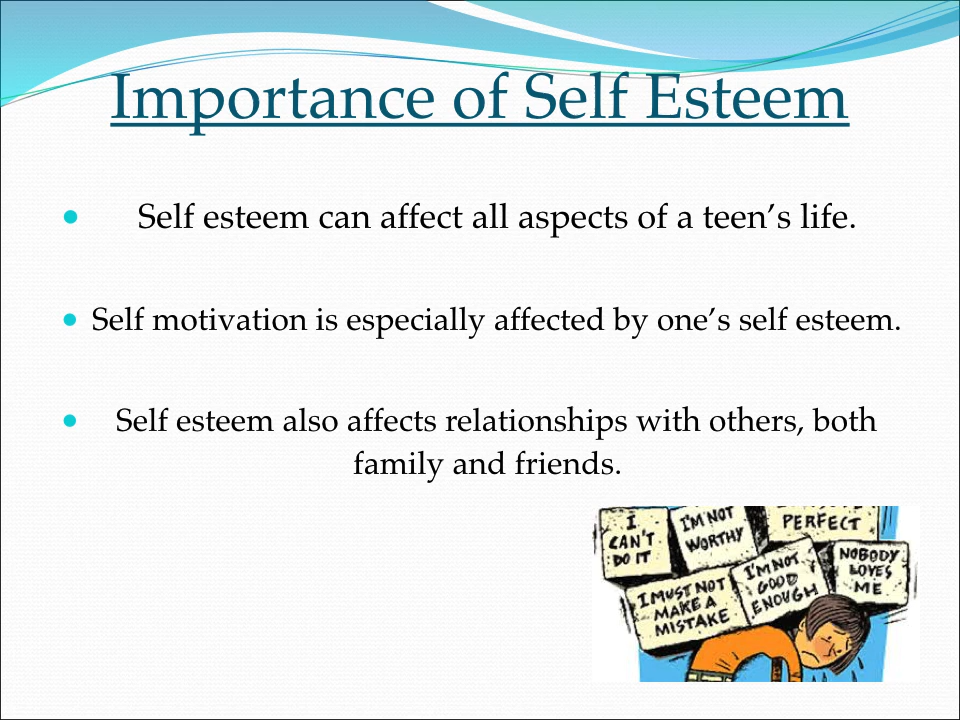 Importance of Self Esteem
• Self esteem can affect all aspects of a teen’s life.
• Self motivation is especially affected by one’s self esteem.
• Self esteem also affects relationships with others, both
family and friends.
I
CAN'T
DO IT
I'M NOT
WORTHY
PERFECT
I MUST NOT
MAKE A
MISTAKE
I'M NOT
GOOD
ENOUGH
NOBODY
LOVES
ME